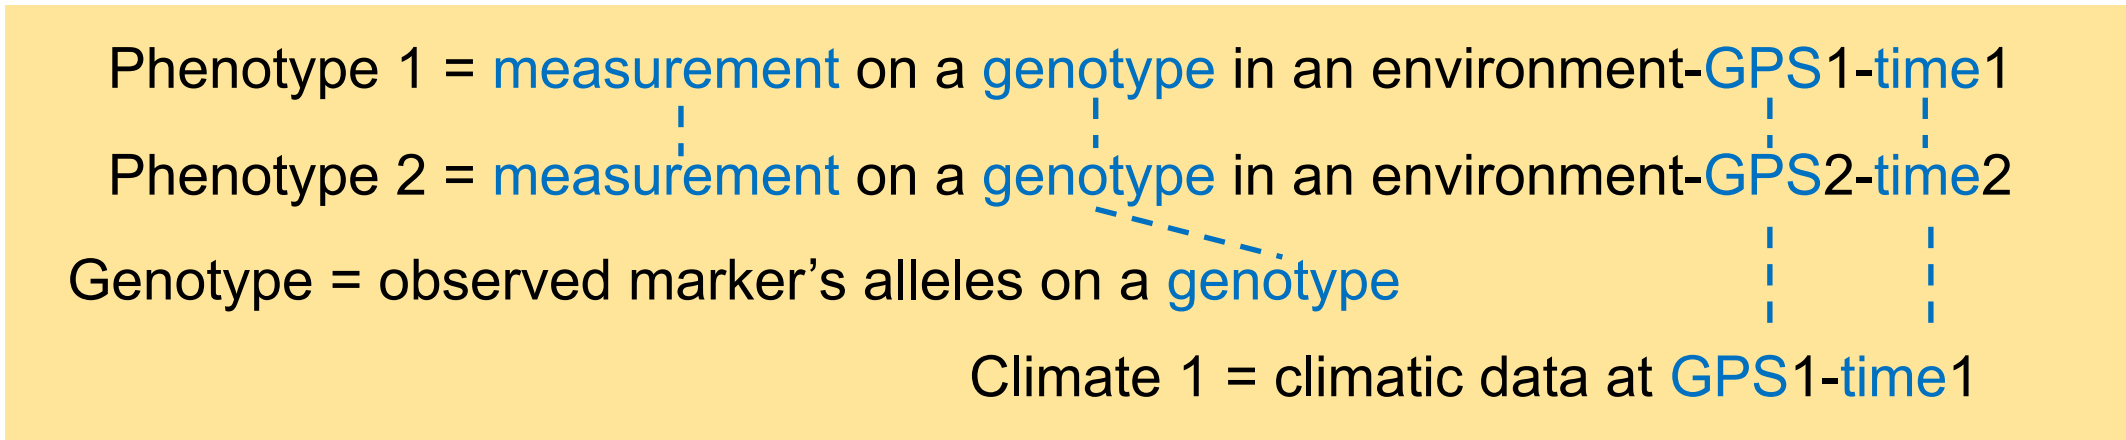 Phenotype 1 = measurement on a genotype in an environment-GPS1-time1
Phenotype 2 = measurement on a genotype in an environment-GPS2-time2
Genotype = observed marker’s alleles on a genotype
Climate 1 = climatic data at GPS1-time1